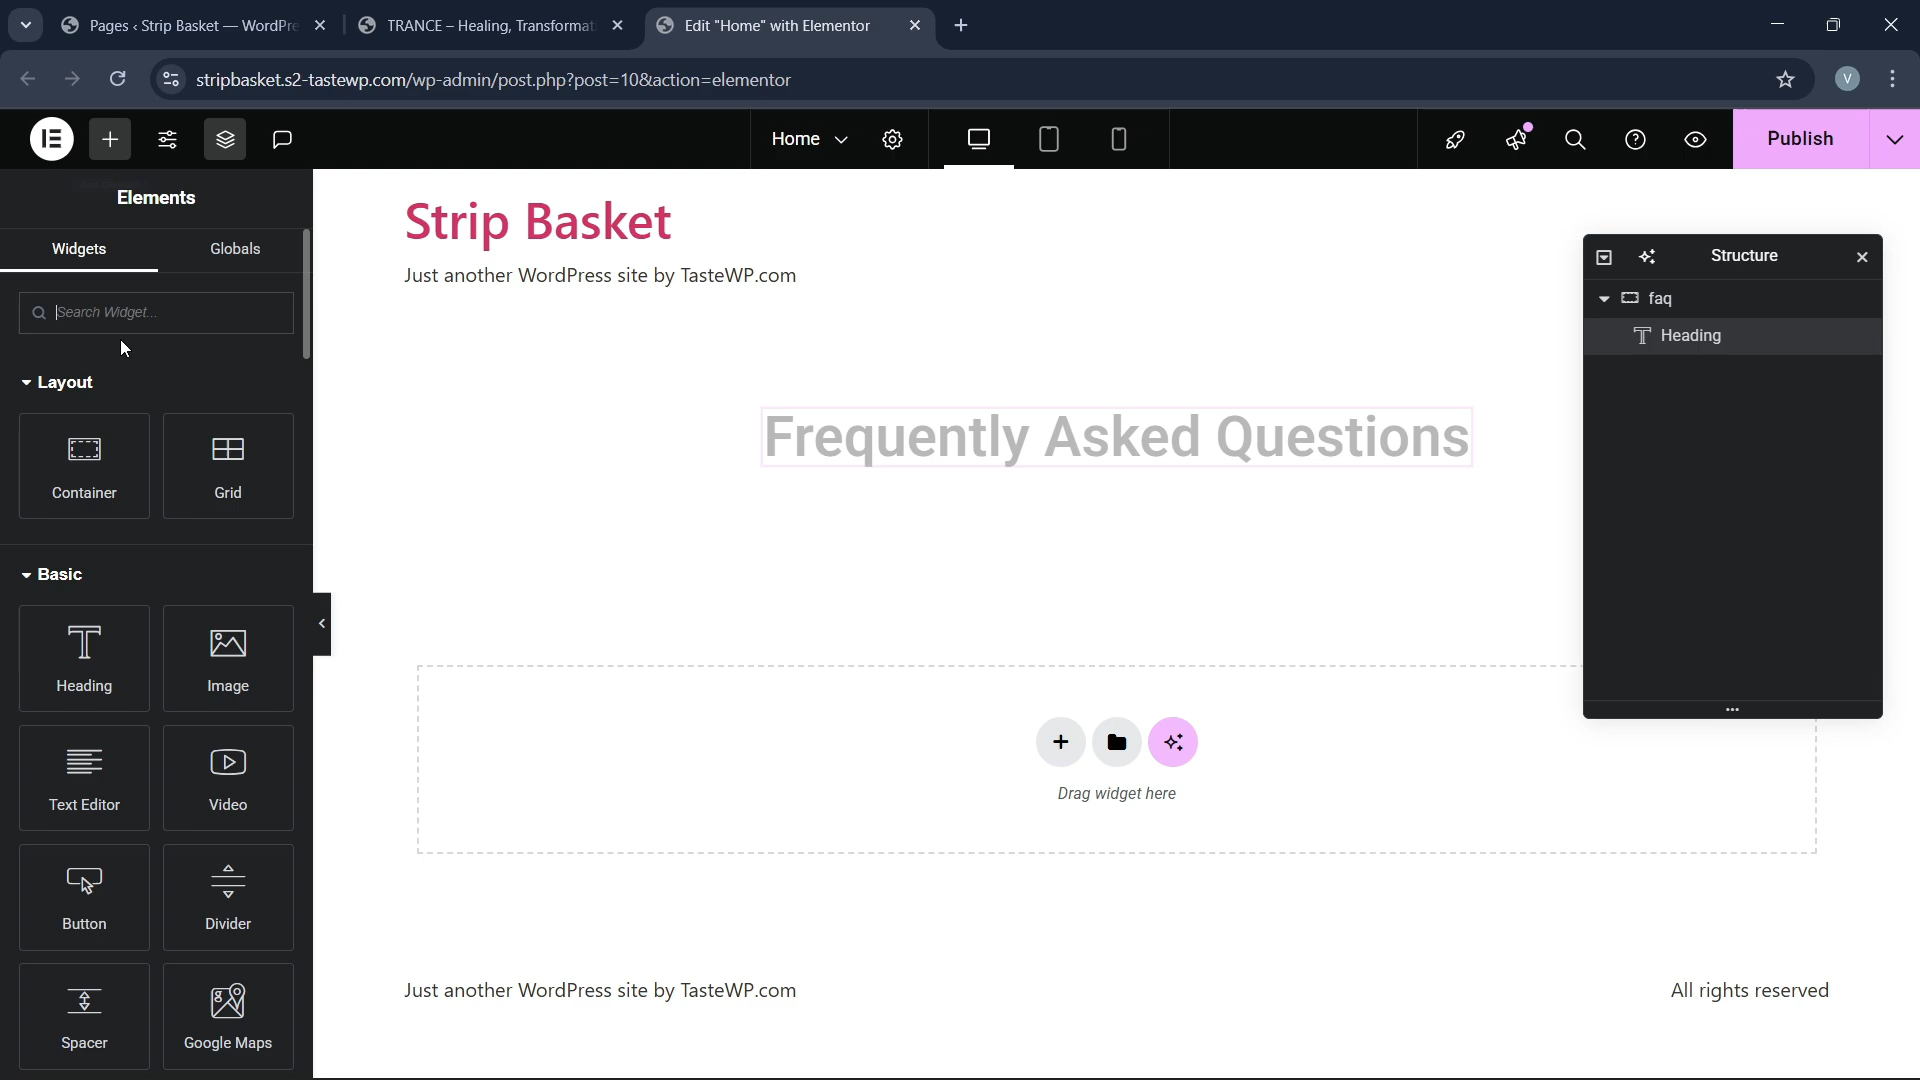 Pages ‹ Strip Basket — WordPre
TRANCE – Healing, Transformat
Edit "Home" with Elementor
stripbasket.s2-tastewp.com/wp-admin/post.php?post=10&action=elementor
V
Home
Publish
Elements
Widgets
Globals
Search Widget...
Layout
Container
Grid
Basic
Heading
Image
Text Editor
Video
Button
Divider
Spacer
Google Maps
Strip Basket
Just another WordPress site by TasteWP.com
Frequently Asked Questions
Drag widget here
Just another WordPress site by TasteWP.com
All rights reserved
Structure
faq
Heading